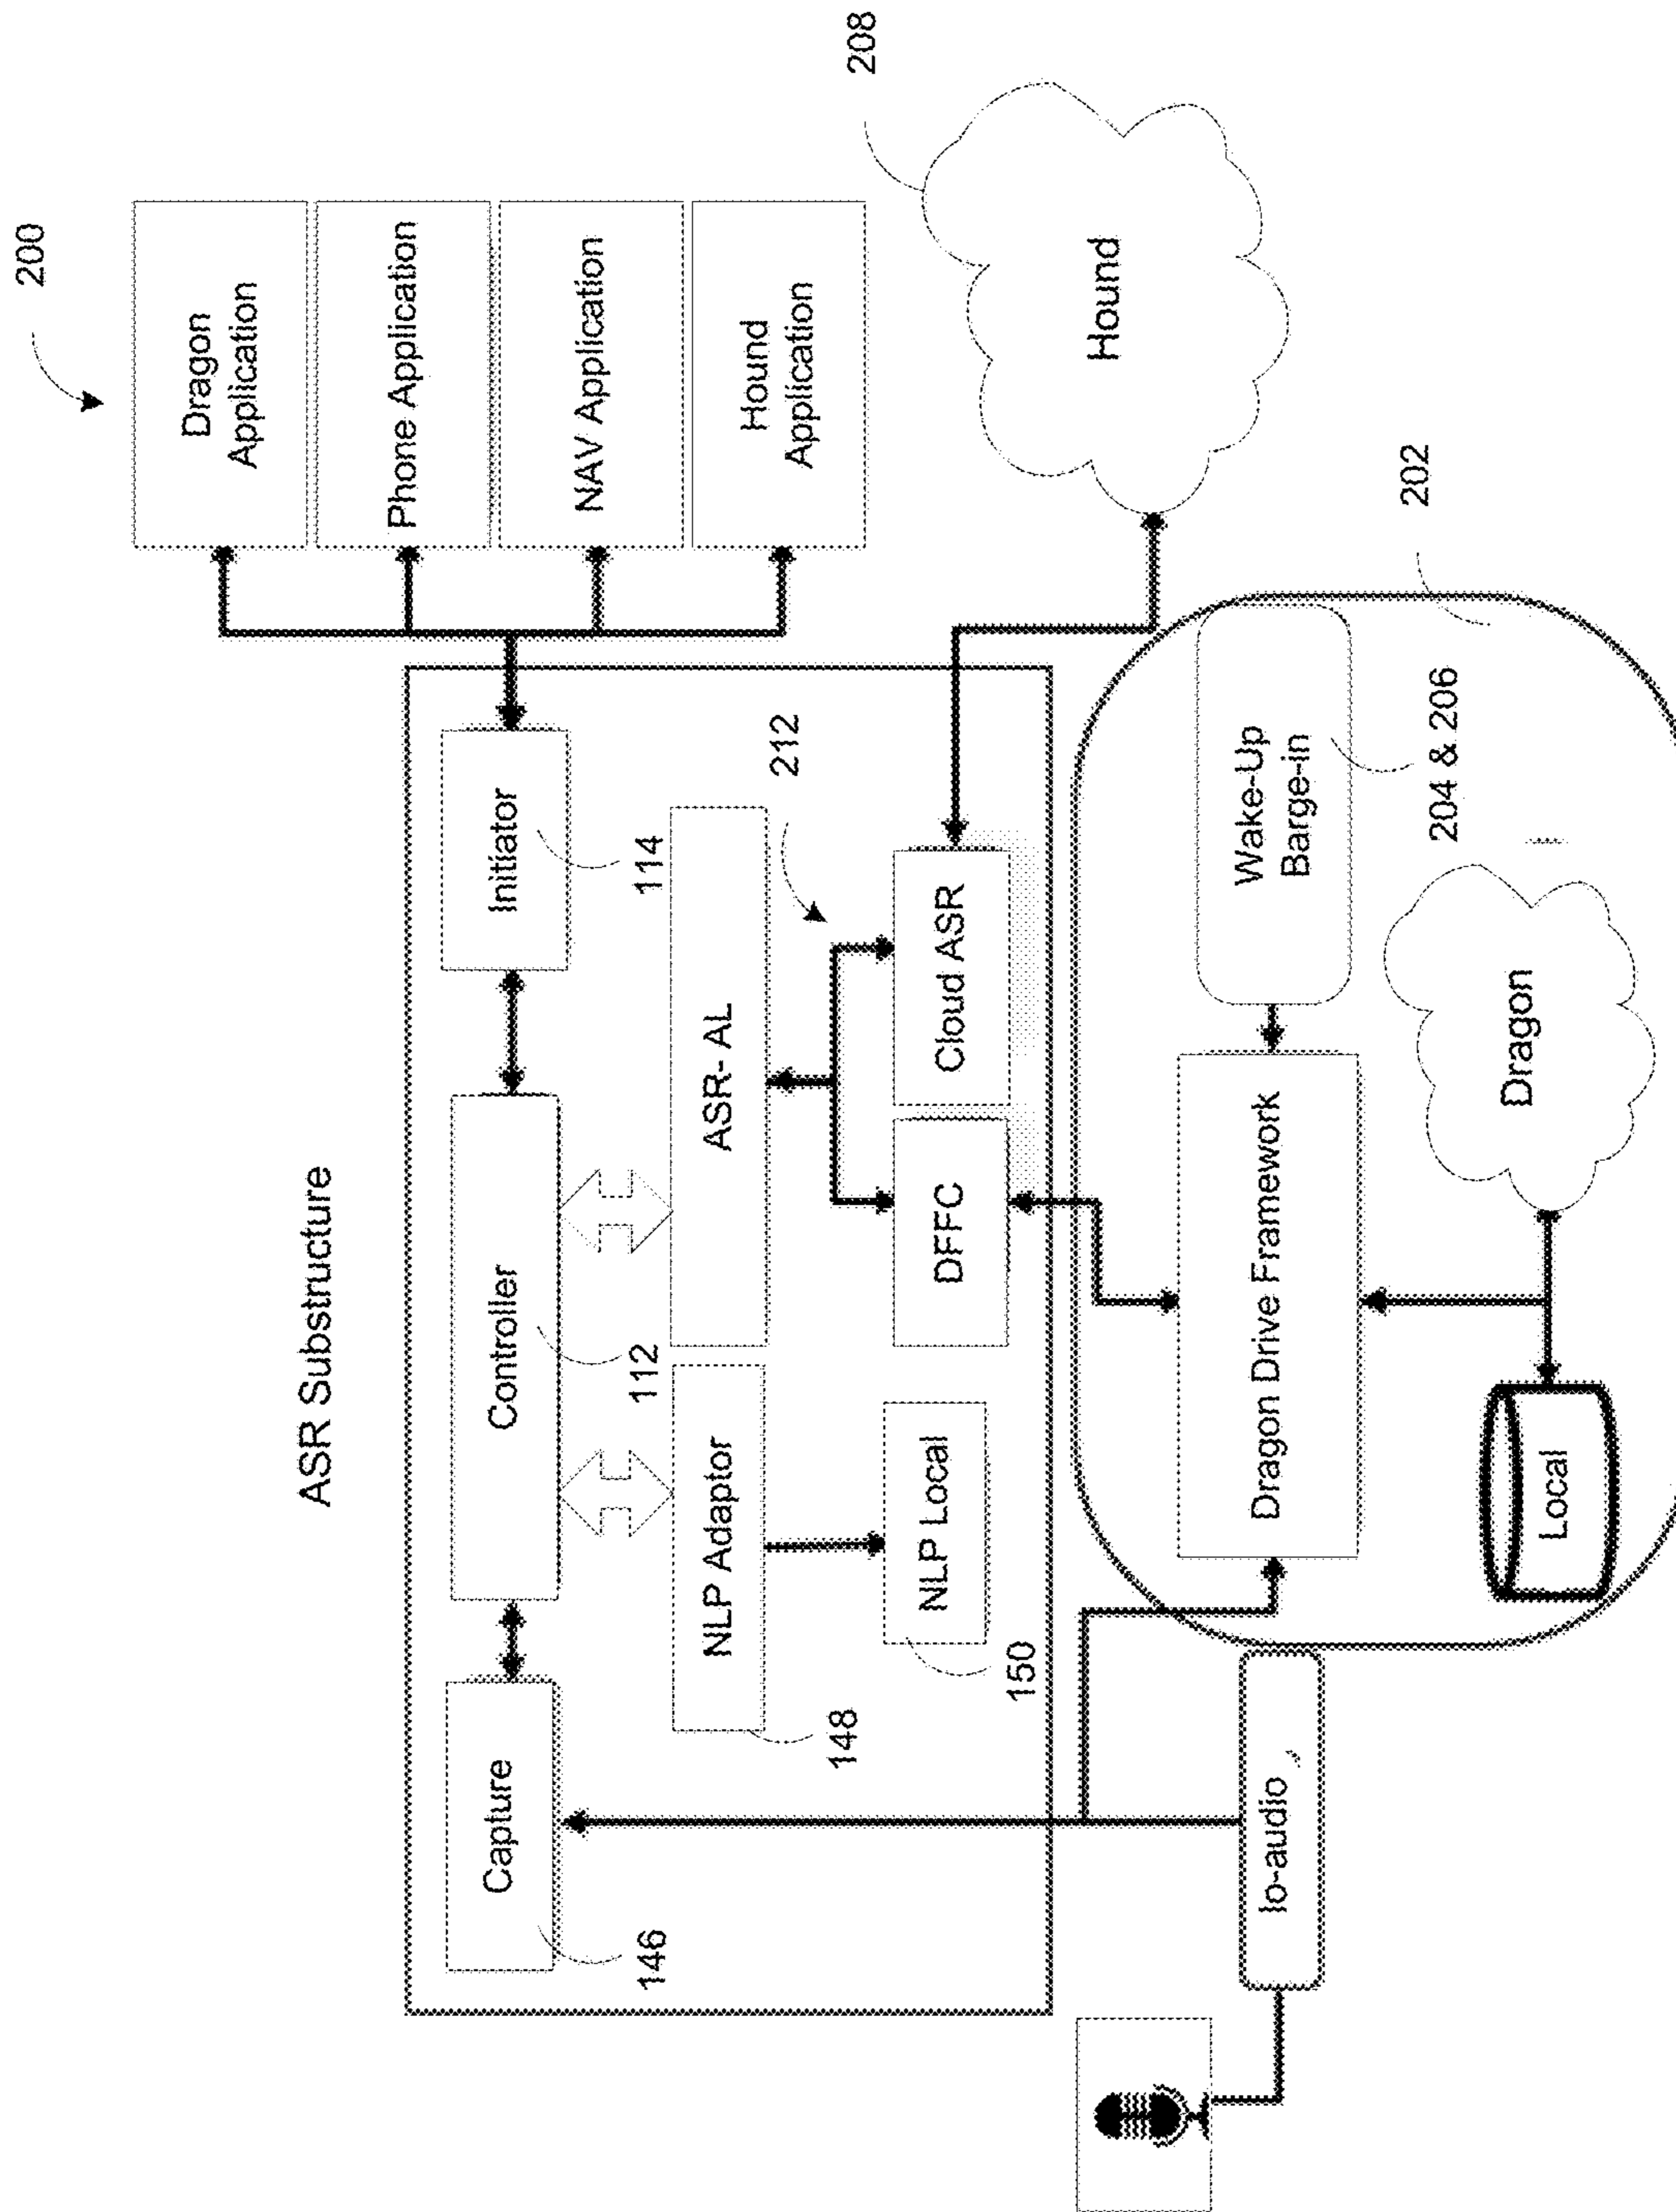 ASR Substructure
200
Capture
146
Controller
112
Initiator
114
Dragon
Application
Phone Application
NAV Application
Hound
Application
NLP Adaptor
148
ASR- AL
212
NLP Local
150
DFFC
Cloud ASR
Hound
208
Io-audio
Dragon Drive Framework
Wake-Up
Barge-in
204 & 206
202
Local
Dragon